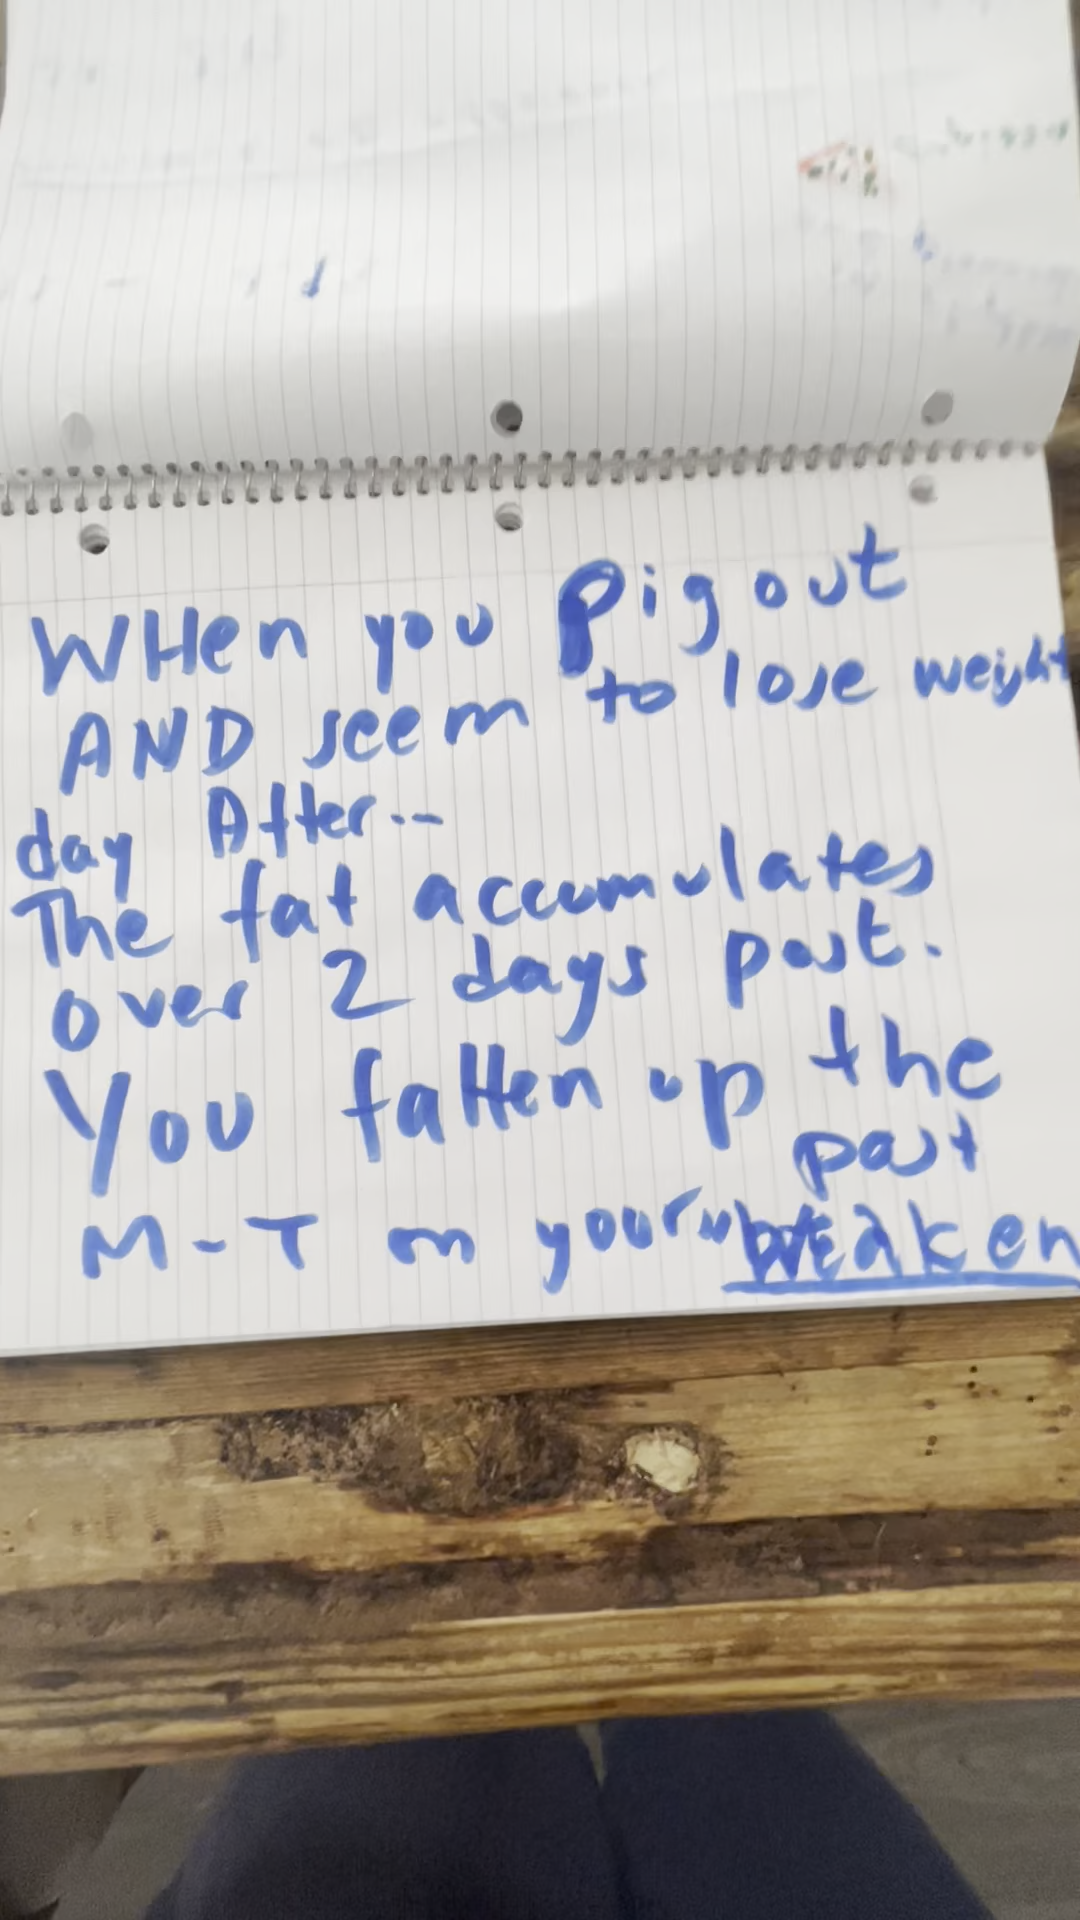 WHen you Pig out
AND seem to lose weight
day After..
The fat accumulates
over 2 days past.
You fatten up the
past
M-T on your weaken